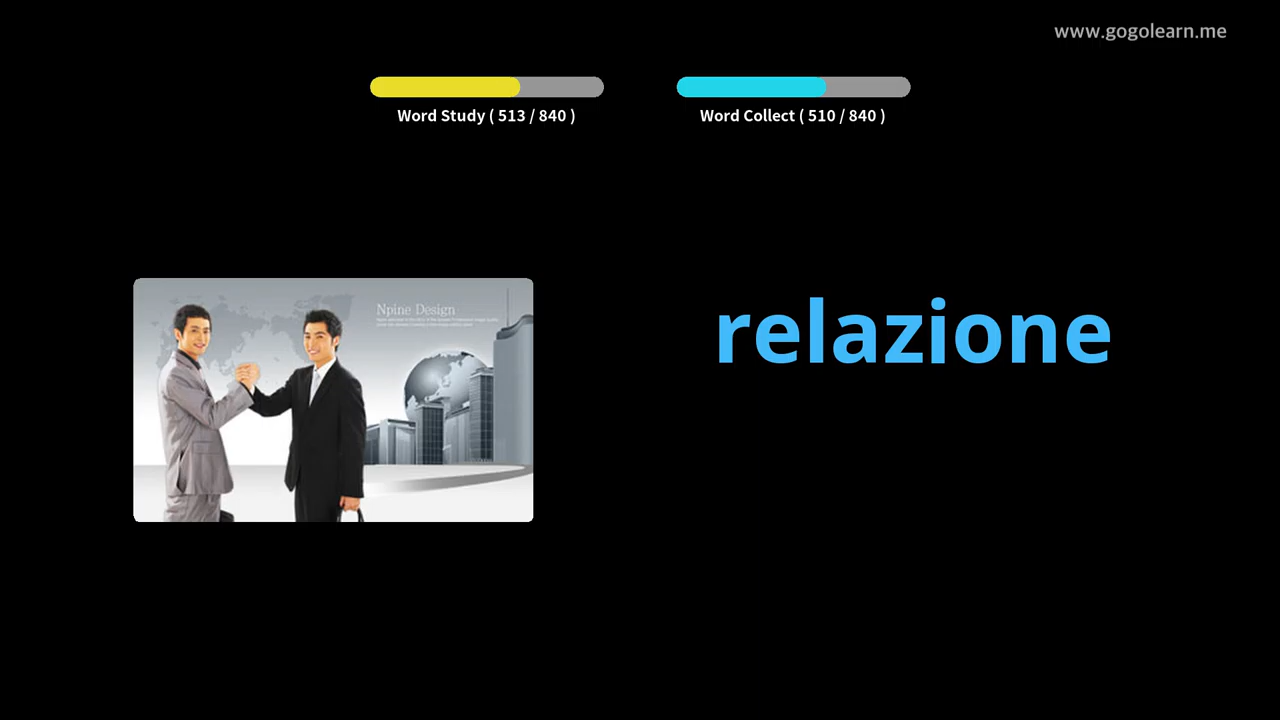 www.gogolearn.me
Word Study ( 513 / 840 )
Word Collect ( 510 / 840 )
Npine Design
relazione